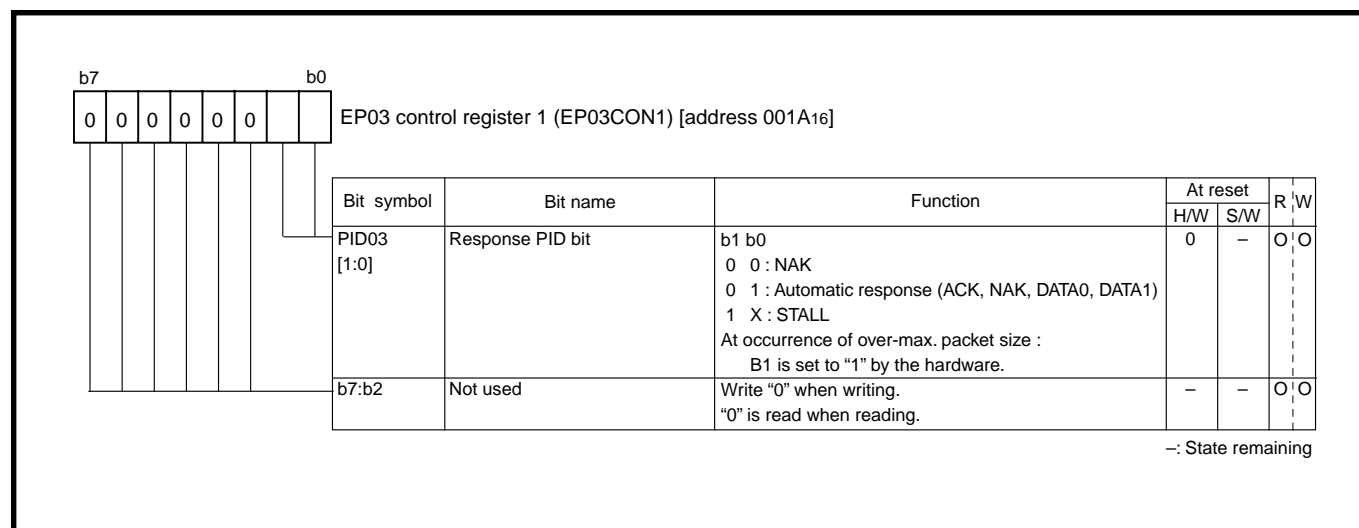 b7 b0
0 0 0 0 0 0
EP03 control register 1 (EP03CON1) [address 001A16]
Bit symbol Bit name Function At reset R W
H/W S/W
PID03 Response PID bit b1 b0 0 – O O
[1:0] 0 0 : NAK
0 1 : Automatic response (ACK, NAK, DATA0, DATA1)
1 X : STALL
At occurrence of over-max. packet size :
B1 is set to “1” by the hardware.
b7:b2 Not used Write “0” when writing. – – O O
“0” is read when reading.
–: State remaining